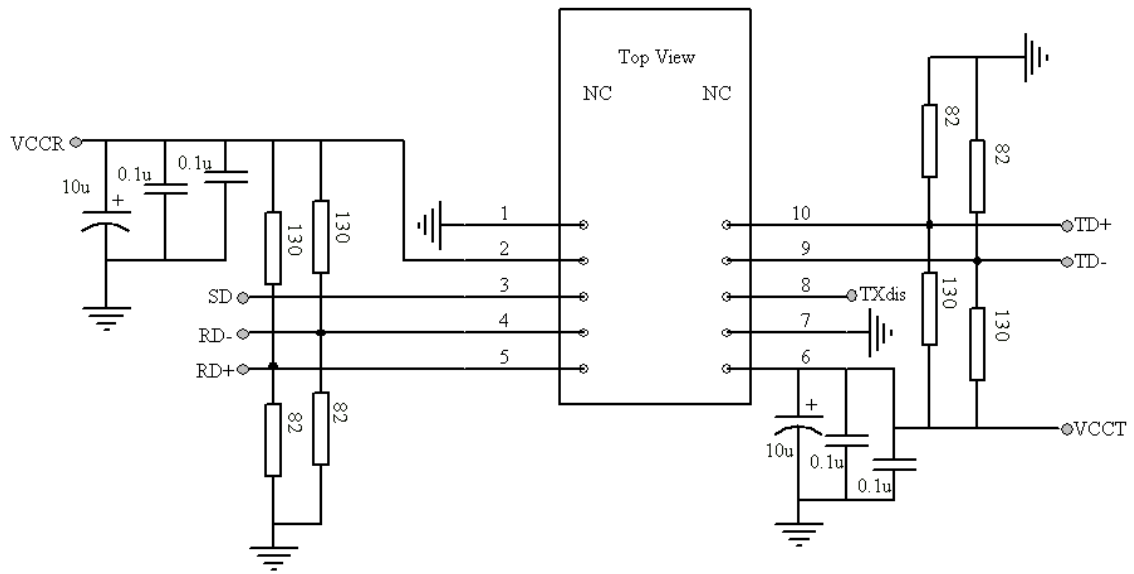 Top View
NC NC
VCCR
10u
+
0.1u
0.1u
130
130
82
82
SD
RD-
RD+
1
2
3
4
5
10
9
8
7
6
82
82
130
130
TD+
TD-
TXdis
VCCT
+
10u
0.1u
0.1u